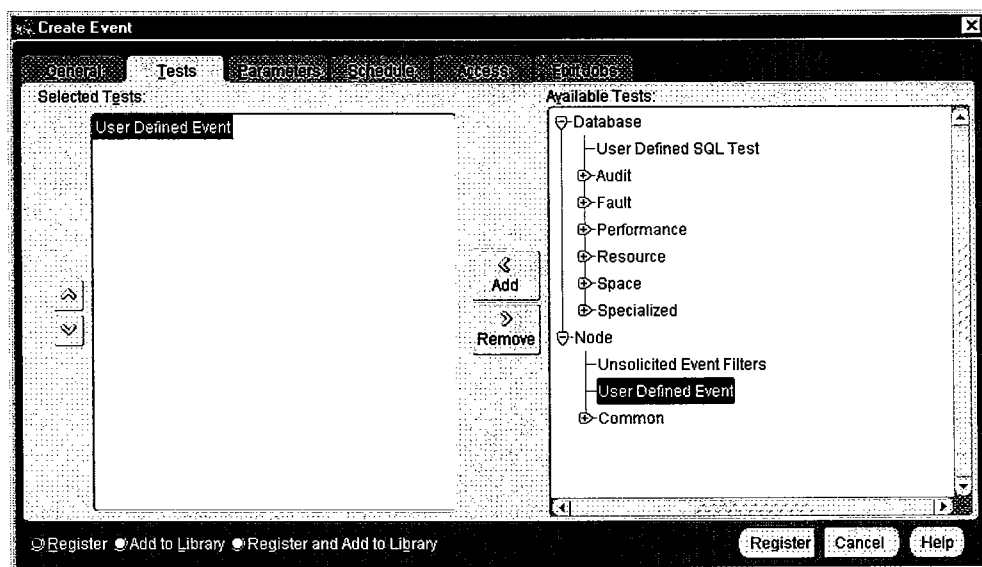 Create Event
General Tests Parameters Schedule Access Fixit Jobs
Selected Tests:
User Defined Event
Add
Remove
Available Tests:
Database
User Defined SQL Test
Audit
Fault
Performance
Resource
Space
Specialized
Node
Unsolicited Event Filters
User Defined Event
Common
Register Add to Library Register and Add to Library
Register Cancel Help